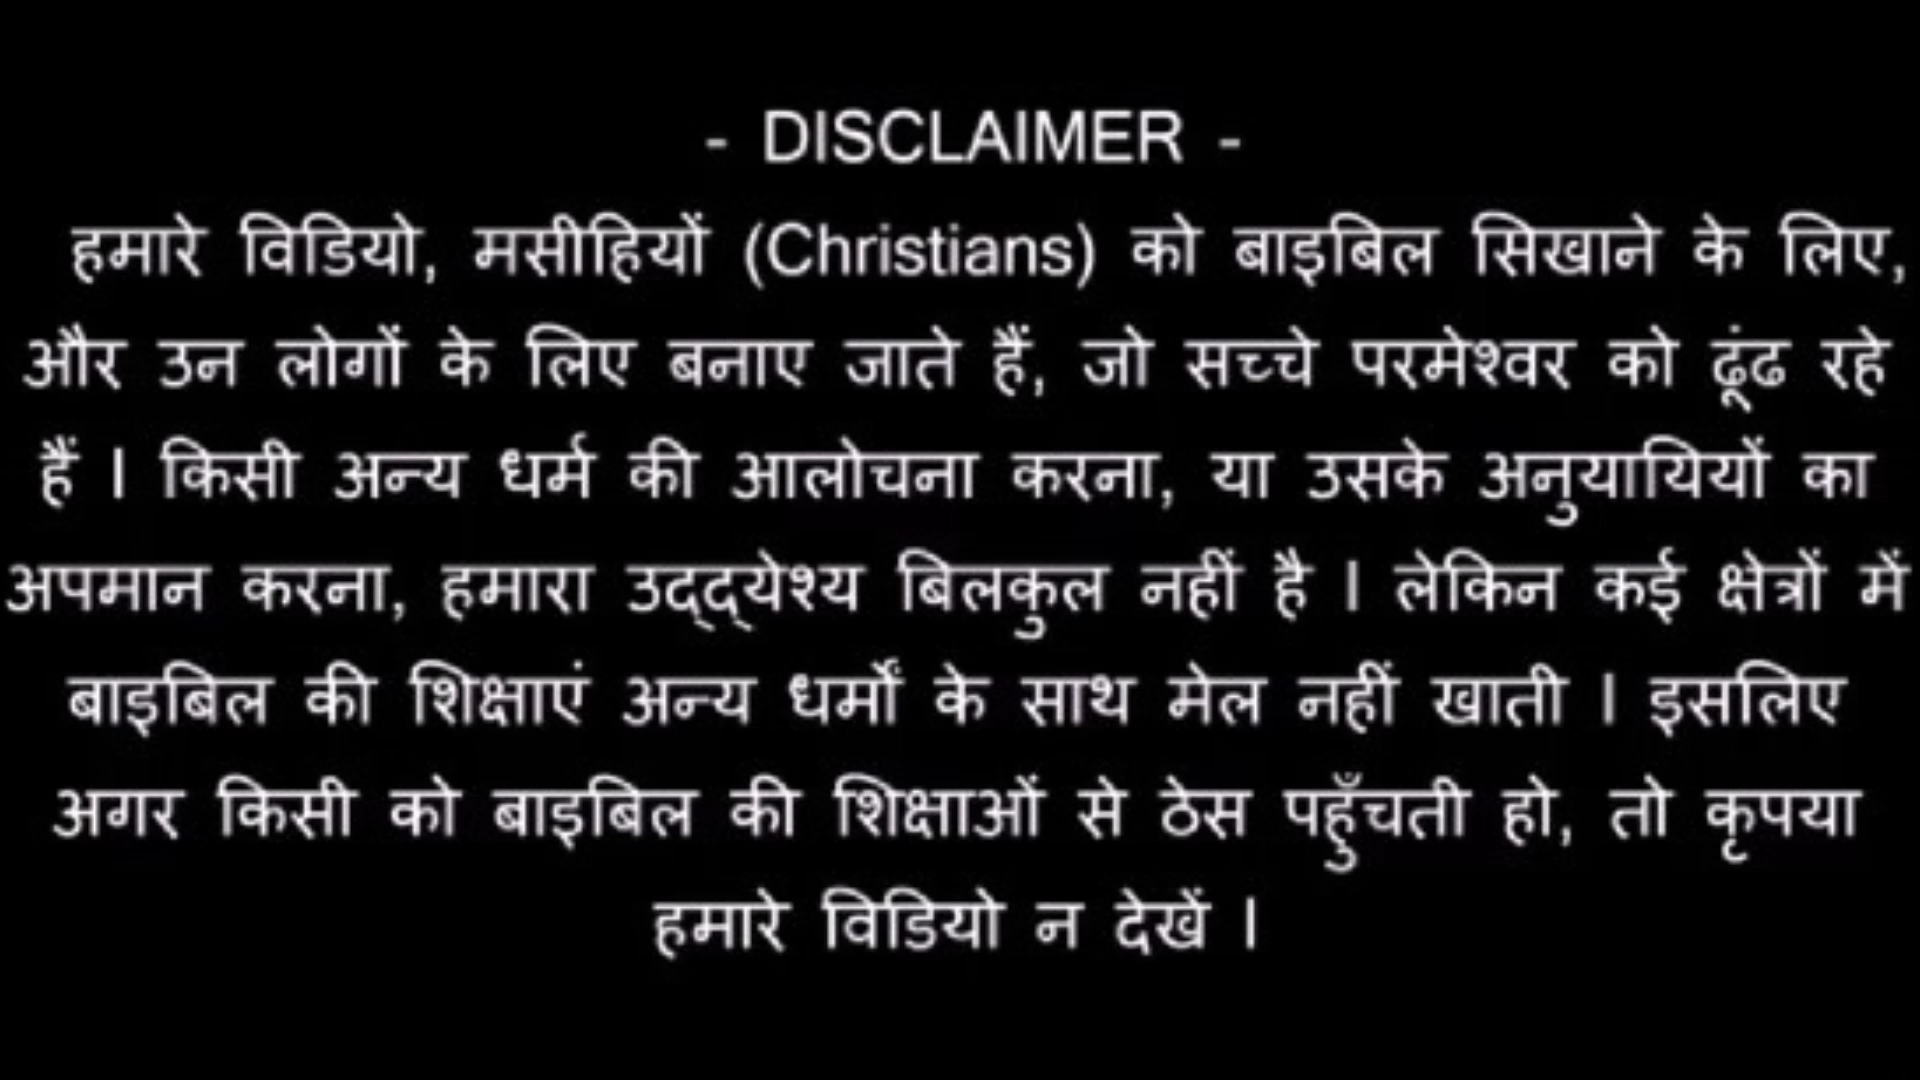 - DISCLAIMER -
हमारे विडियो, मसीहियों (Christians) को बाइबिल सिखाने के लिए,
और उन लोगों के लिए बनाए जाते हैं, जो सच्चे परमेश्वर को ढूंढ रहे
हैं । किसी अन्य धर्म की आलोचना करना, या उसके अनुयायियों का
अपमान करना, हमारा उद्द्येश्य बिलकुल नहीं है । लेकिन कई क्षेत्रों में
बाइबिल की शिक्षाएं अन्य धर्मों के साथ मेल नहीं खाती । इसलिए
अगर किसी को बाइबिल की शिक्षाओं से ठेस पहुँचती हो, तो कृपया
हमारे विडियो न देखें ।